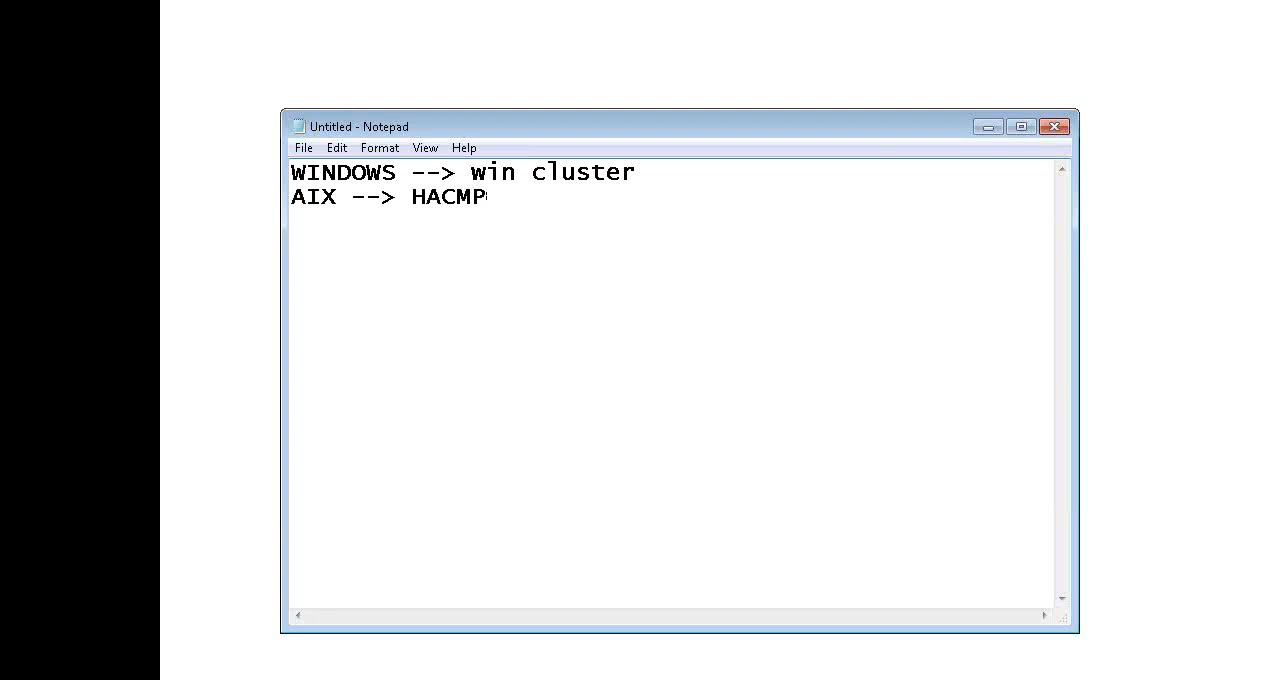 Untitled - Notepad
File Edit Format View Help
WINDOWS --> win cluster
AIX --> HACMP